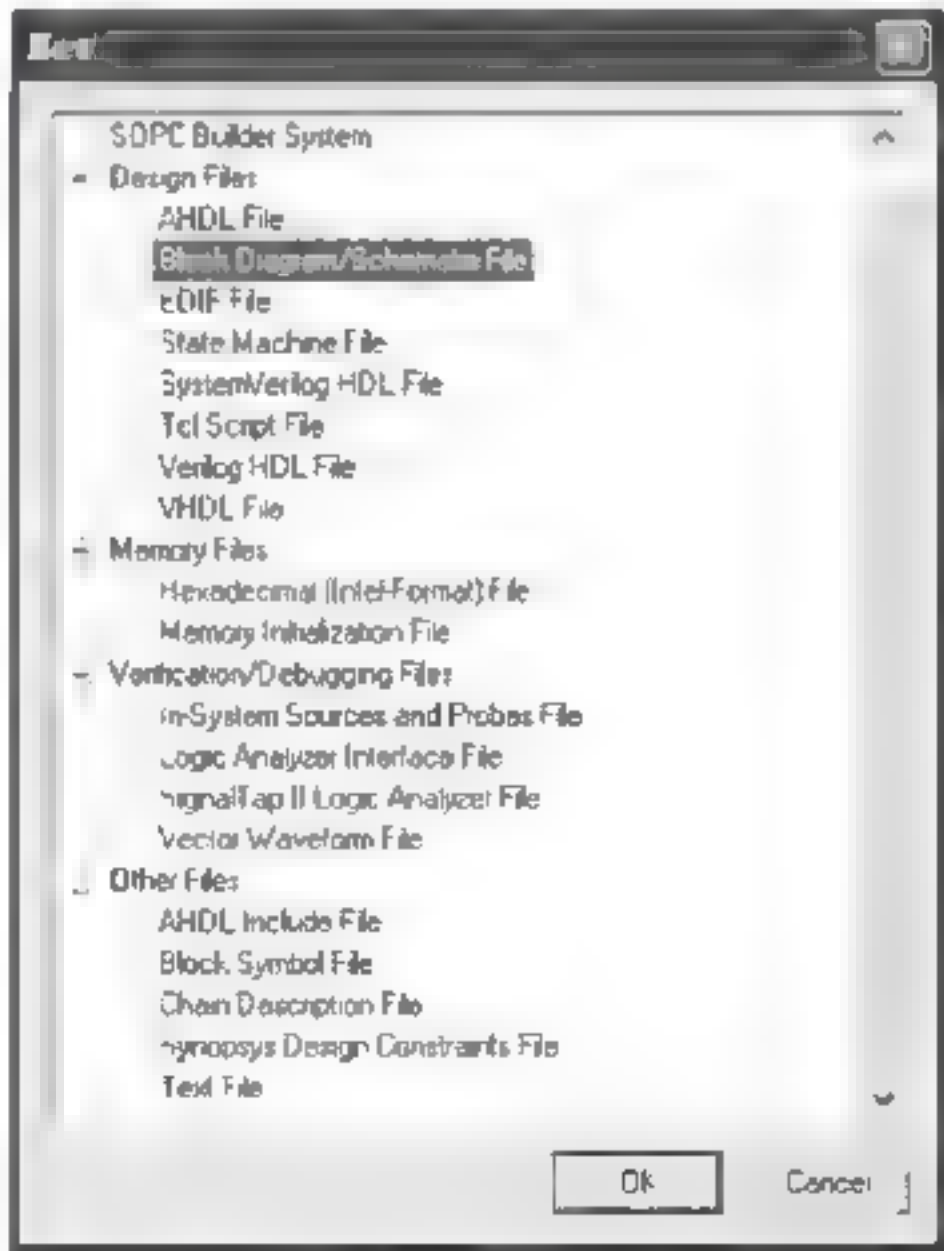 SOPC Builder System
Design Files
AHDL File
Block Diagram/Schematic File
EDIF File
State Machine File
SystemVerilog HDL File
Tcl Script File
Verilog HDL File
VHDL File
Memory Files
Hexadecimal (Intel-Format) File
Memory Initialization File
Verification/Debugging Files
In-System Sources and Probes File
Logic Analyzer Interface File
SignalTap II Logic Analyzer File
Vector Waveform File
Other Files
AHDL Include File
Block Symbol File
Chain Description File
Synopsys Design Constraints File
Text File
OK
Cancel